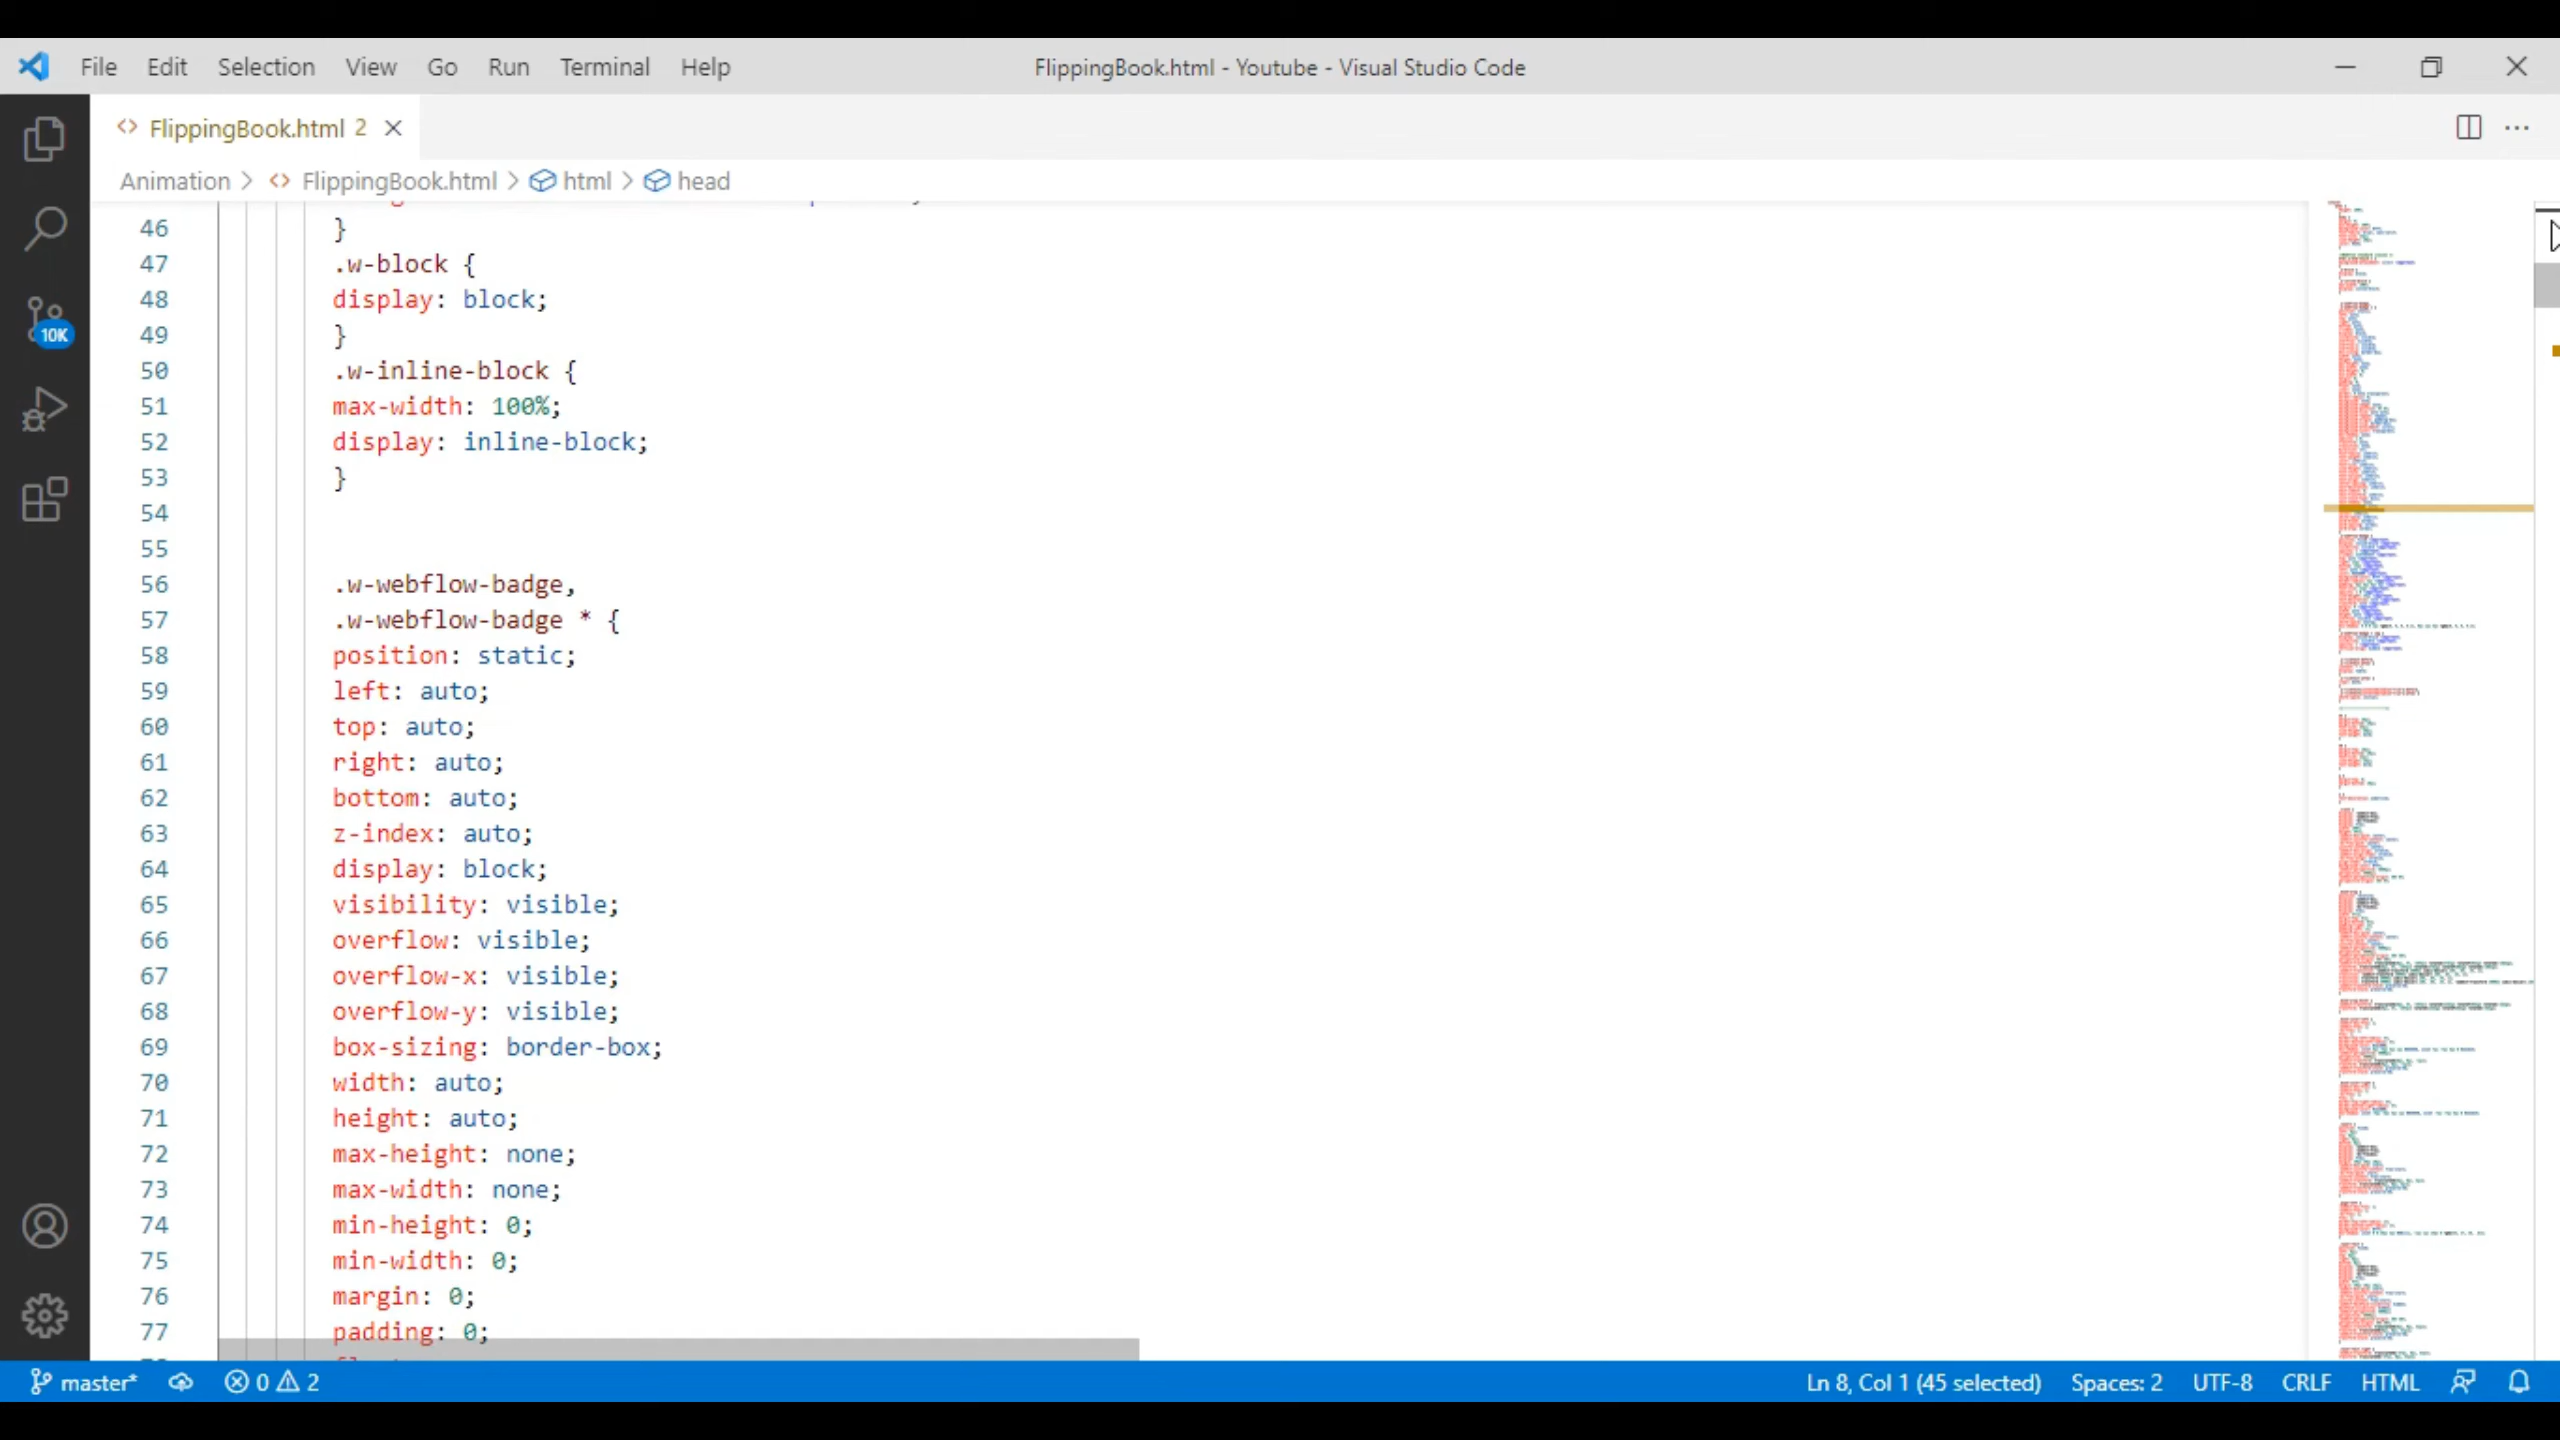 File Edit Selection View Go Run Terminal Help FlippingBook.html - Youtube - Visual Studio Code
FlippingBook.html 2
Animation > FlippingBook.html > html > head
46 }
47 .w-block {
48 display: block;
49 }
50 .w-inline-block {
51 max-width: 100%;
52 display: inline-block;
53 }
54
55
56 .w-webflow-badge,
57 .w-webflow-badge * {
58 position: static;
59 left: auto;
60 top: auto;
61 right: auto;
62 bottom: auto;
63 z-index: auto;
64 display: block;
65 visibility: visible;
66 overflow: visible;
67 overflow-x: visible;
68 overflow-y: visible;
69 box-sizing: border-box;
70 width: auto;
71 height: auto;
72 max-height: none;
73 max-width: none;
74 min-height: 0;
75 min-width: 0;
76 margin: 0;
77 padding: 0;
10K
master* 0 2 Ln 8, Col 1 (45 selected) Spaces: 2 UTF-8 CRLF HTML